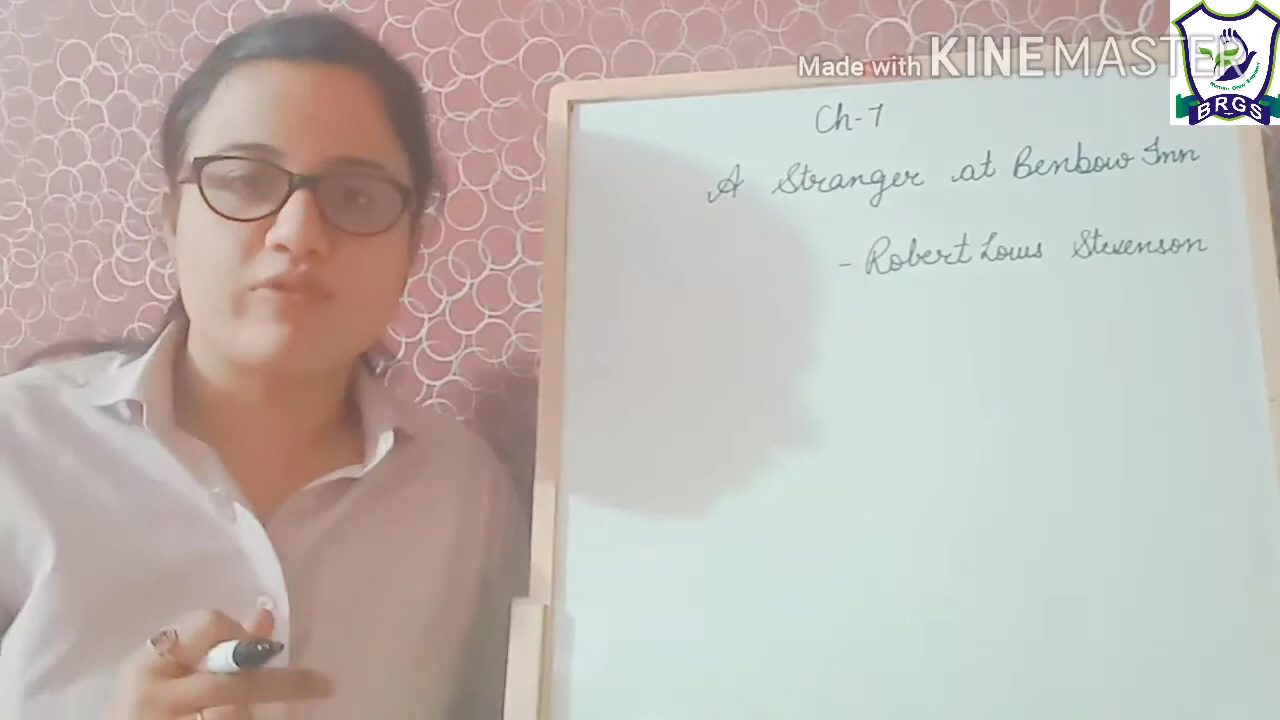 Made with KINEMASTER
BRGS
Ch-7
A Stranger at Benbow Inn
- Robert Louis Stevenson